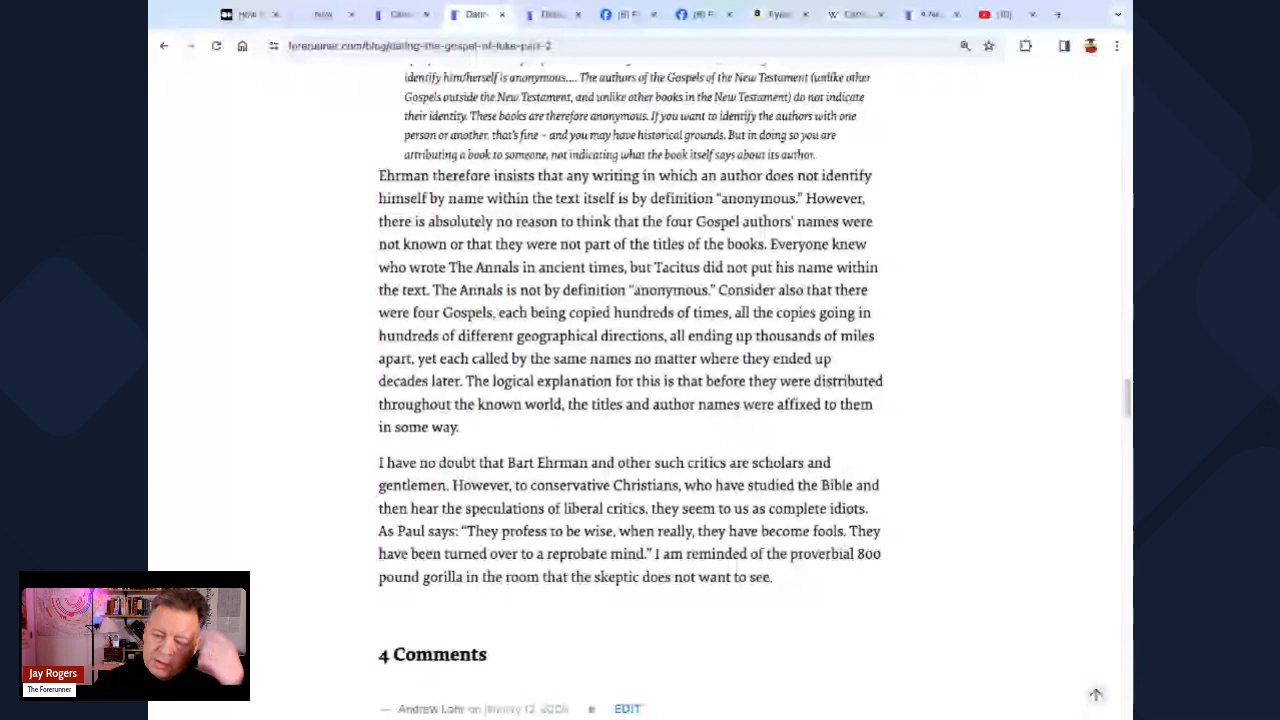 forerunner.com/blog/dating-the-gospel-of-luke-part-2
identify him/herself is anonymous.... The authors of the Gospels of the New Testament (unlike other
Gospels outside the New Testament, and unlike other books in the New Testament) do not indicate
their identity. These books are therefore anonymous. If you want to identify the authors with one
person or another, that's fine – and you may have historical grounds. But in doing so you are
attributing a book to someone, not indicating what the book itself says about its author.
Ehrman therefore insists that any writing in which an author does not identify
himself by name within the text itself is by definition “anonymous.” However,
there is absolutely no reason to think that the four Gospel authors’ names were
not known or that they were not part of the titles of the books. Everyone knew
who wrote The Annals in ancient times, but Tacitus did not put his name within
the text. The Annals is not by definition “anonymous.” Consider also that there
were four Gospels, each being copied hundreds of times, all the copies going in
hundreds of different geographical directions, all ending up thousands of miles
apart, yet each called by the same names no matter where they ended up
decades later. The logical explanation for this is that before they were distributed
throughout the known world, the titles and author names were affixed to them
in some way.
I have no doubt that Bart Ehrman and other such critics are scholars and
gentlemen. However, to conservative Christians, who have studied the Bible and
then hear the speculations of liberal critics, they seem to us as complete idiots.
As Paul says: “They profess to be wise, when really, they have become fools. They
have been turned over to a reprobate mind.” I am reminded of the proverbial 800
pound gorilla in the room that the skeptic does not want to see.
4 Comments
— Andrew Lohr on January 12, EDIT
Jay Rogers
The Forerunner